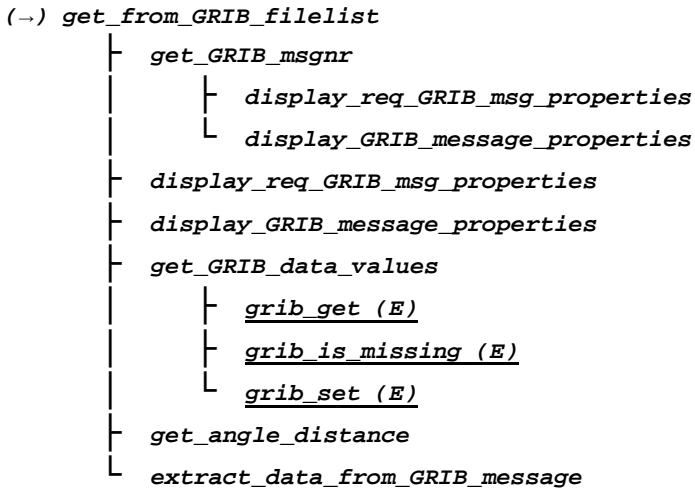 (→) get_from_GRIB_filelist
get_GRIB_msgnr
display_req_GRIB_msg_properties
display_GRIB_message_properties
display_req_GRIB_msg_properties
display_GRIB_message_properties
get_GRIB_data_values
grib_get (E)
grib_is_missing (E)
grib_set (E)
get_angle_distance
extract_data_from_GRIB_message